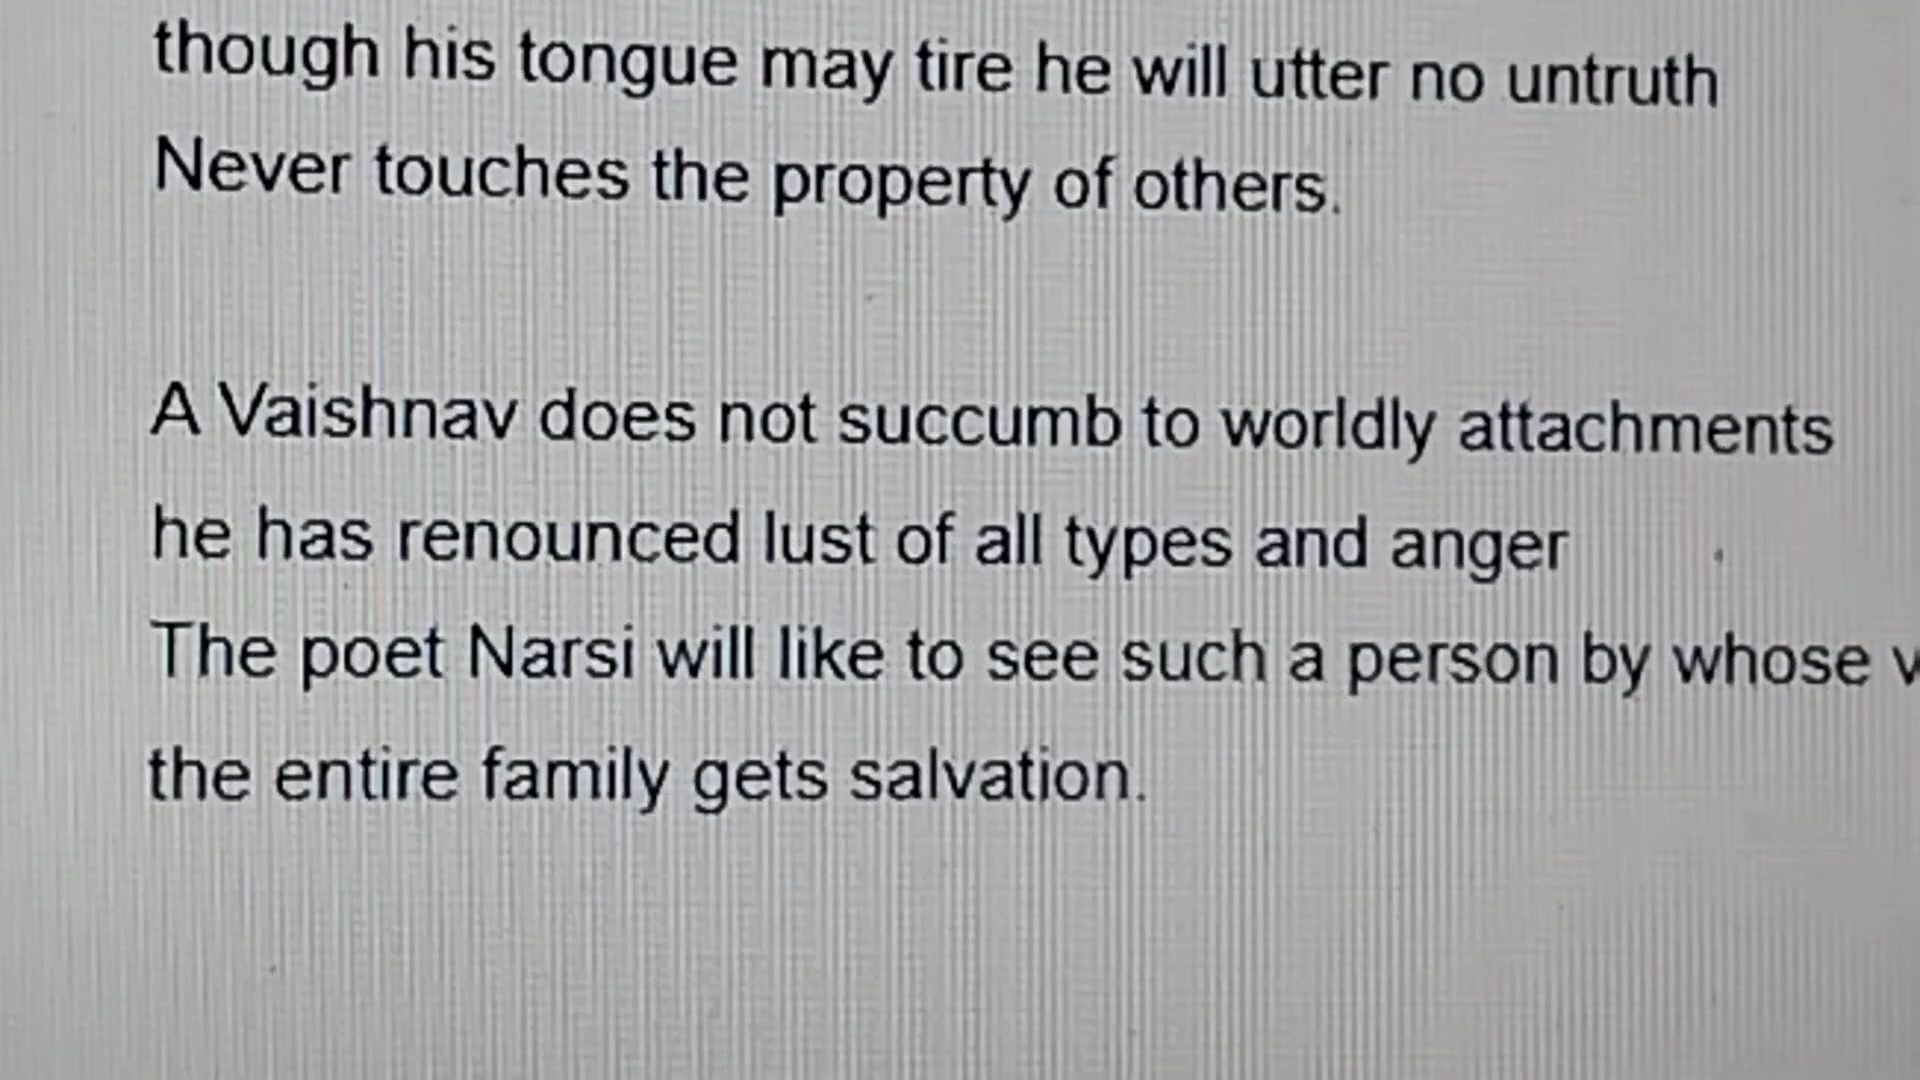 though his tongue may tire he will utter no untruth
Never touches the property of others.
A Vaishnav does not succumb to worldly attachments
he has renounced lust of all types and anger
The poet Narsi will like to see such a person by whose
the entire family gets salvation.